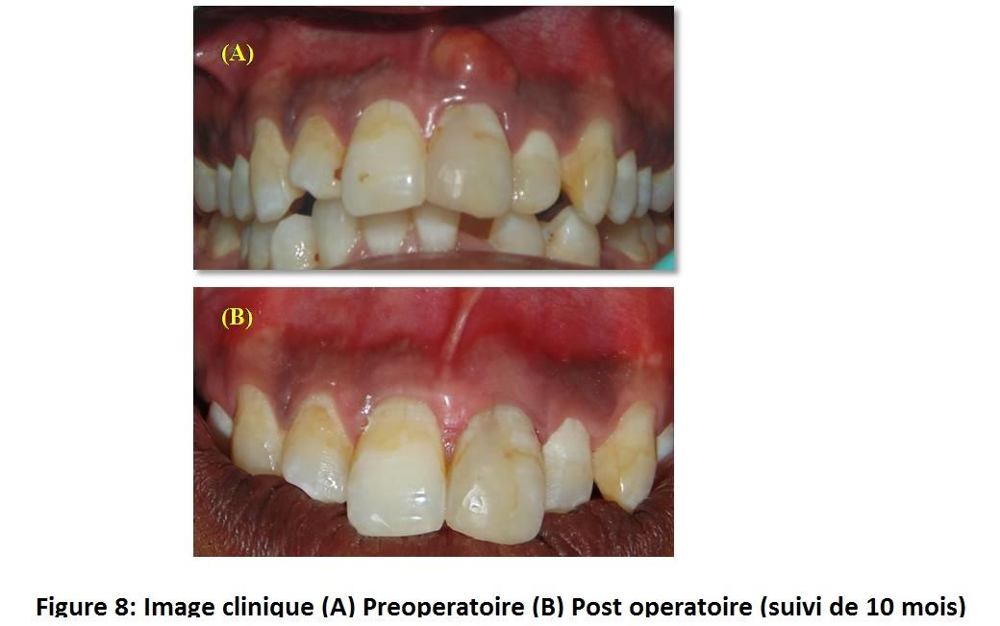 (A)
(B)
Figure 8: Image clinique (A) Preoperatoire (B) Post operatoire (suivi de 10 mois)